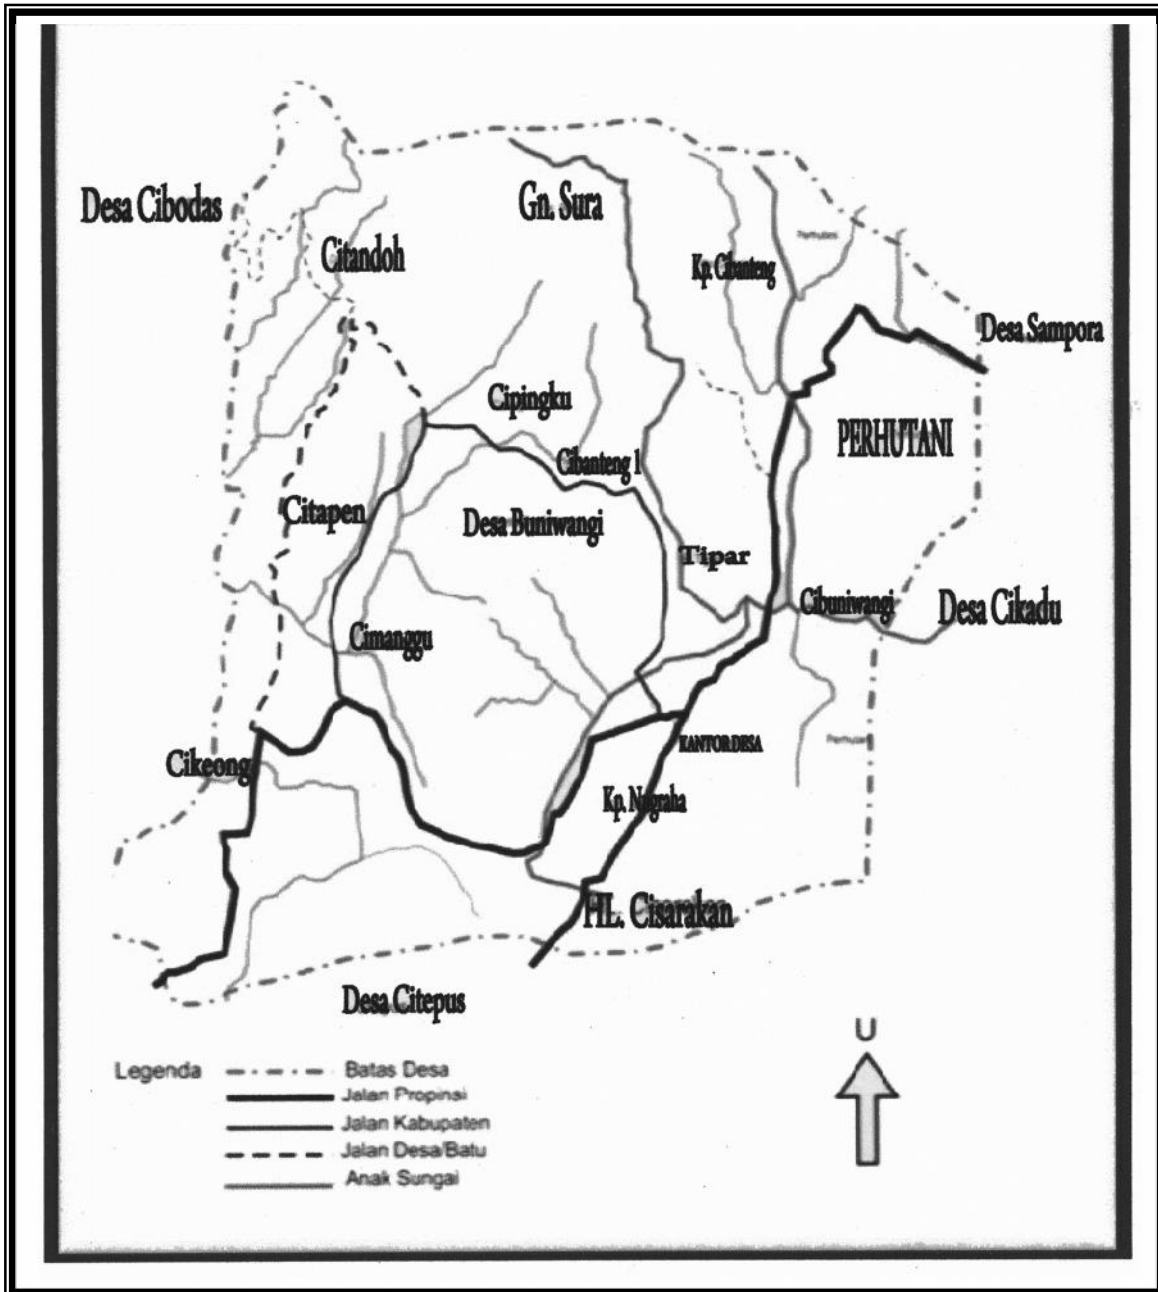 Desa Cibodas
Gn. Sura
Citandoh
Perhutani
Kp. Cibanteng
Desa Sampora
Cipingku
PERHUTANI
Cibanteng 1
Citapen
Desa Buniwangi
Tipar
Cibuniwangi
Desa Cikadu
Cimanggu
Perhutani
KANTOR DESA
Cikeong
Kp. Nagraha
HL. Cisarakan
Desa Citepus
U
Legenda
Batas Desa
Jalan Propinsi
Jalan Kabupaten
Jalan Desa/Batu
Anak Sungai